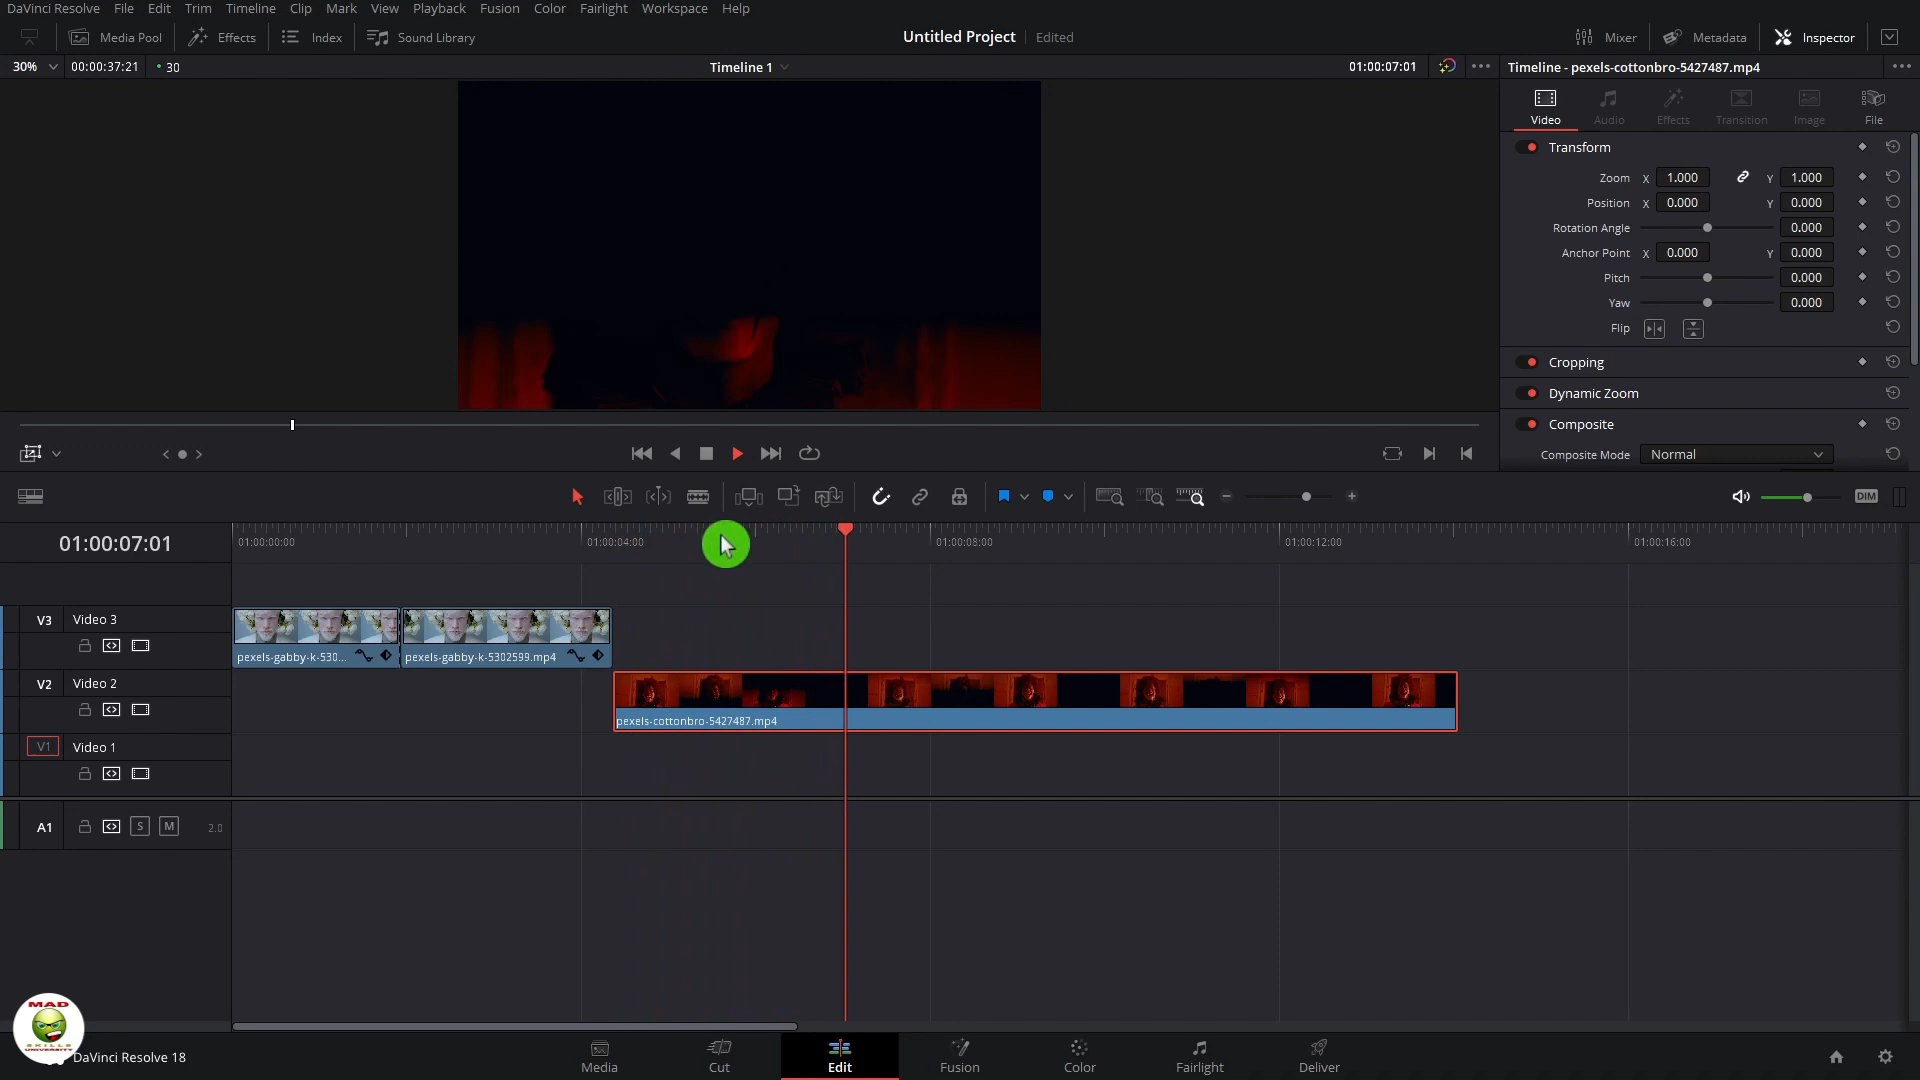 DaVinci Resolve File Edit Trim Timeline Clip Mark View Playback Fusion Color Fairlight Workspace Help
Media Pool Effects Index Sound Library Untitled Project Edited Mixer Metadata Inspector
30% 00:00:37:21 30 Timeline 1 01:00:07:01 Timeline - pexels-cottonbro-5427487.mp4
Video Audio Effects Transition Image File
Transform
Zoom X 1.000 Y 1.000
Position X 0.000 Y 0.000
Rotation Angle 0.000
Anchor Point X 0.000 Y 0.000
Pitch 0.000
Yaw 0.000
Flip
Cropping
Dynamic Zoom
Composite
Composite Mode Normal
DIM
01:00:07:01 01:00:00:00 01:00:04:00 01:00:08:00 01:00:12:00 01:00:16:00
V3 Video 3
pexels-gabby-k-530... pexels-gabby-k-5302599.mp4
V2 Video 2
pexels-cottonbro-5427487.mp4
V1 Video 1
A1 S M 2.0
MAD
SKILLS
UNIVERSITY
DaVinci Resolve 18
Media Cut Edit Fusion Color Fairlight Deliver